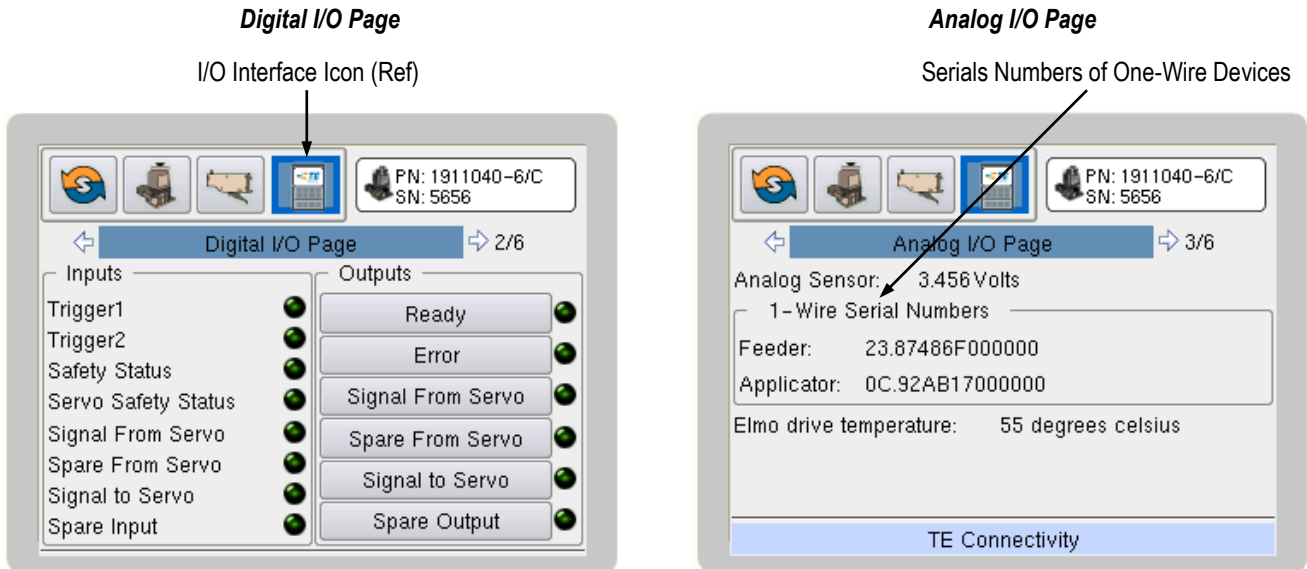 Digital I/O Page
I/O Interface Icon (Ref)
TE
PN: 1911040-6/C
SN: 5656
Digital I/O Page
2/6
Inputs
Trigger1
Trigger2
Safety Status
Servo Safety Status
Signal From Servo
Spare From Servo
Signal to Servo
Spare Input
Outputs
Ready
Error
Signal From Servo
Spare From Servo
Signal to Servo
Spare Output
Analog I/O Page
Serials Numbers of One-Wire Devices
TE
PN: 1911040-6/C
SN: 5656
Analog I/O Page
3/6
Analog Sensor: 3.456 Volts
1-Wire Serial Numbers
Feeder: 23.87486F000000
Applicator: 0C.92AB17000000
Elmo drive temperature: 55 degrees celsius
TE Connectivity